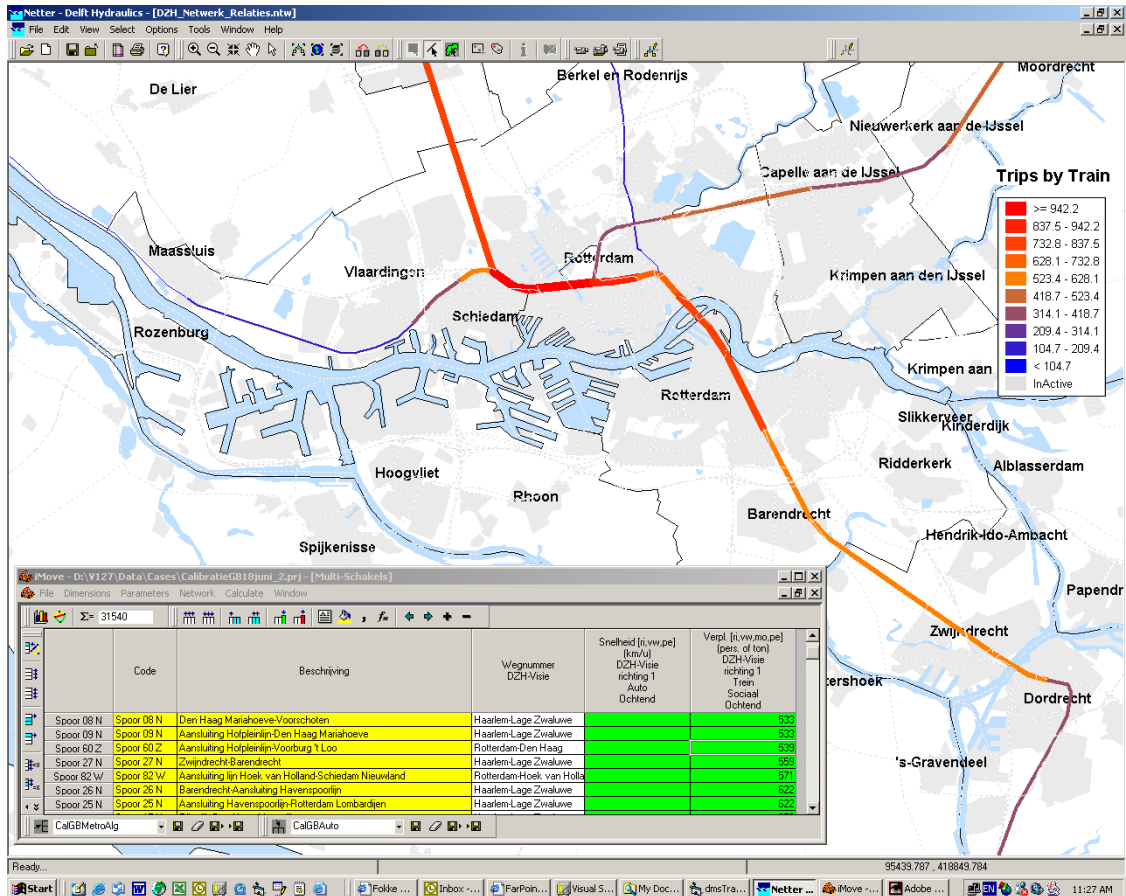 Netter - Delft Hydraulics - [DZH_Netwerk_Relaties.ntw]
File Edit View Select Options Tools Window Help
De Lier
Berkel en Rodenrijs
Moordrecht
Nieuwerkerk aan de IJssel
Capelle aan de IJssel
Trips by Train
>= 942.2
837.5 - 942.2
732.8 - 837.5
628.1 - 732.8
523.4 - 628.1
418.7 - 523.4
314.1 - 418.7
209.4 - 314.1
104.7 - 209.4
< 104.7
InActive
Maassluis
Vlaardingen
Rotterdam
Krimpen aan den IJssel
Rozenburg
Schiedam
Krimpen aan
Rotterdam
Slikkerveer
Kinderdijk
Hoogvliet
Ridderkerk
Alblasserdam
Rhoon
Barendrecht
Hendrik-Ido-Ambacht
Spijkenisse
Papendr
Zwijndrecht
tershoek
Dordrecht
's-Gravendeel
iMove - D:\V127\Data\Cases\CalibratieGB18juni_2.prj - [Multi-Schakels]
File Dimensions Parameters Network Calculate Window
Σ= 31540
Code Beschrijving Wegnummer DZH-Visie Snelheid [ri,vw,pe] (km/u) DZH-Visie richting 1 Auto Ochtend Verpl. [ri,vw,mo,pe] (pers. of ton) DZH-Visie richting 1 Trein Sociaal Ochtend
Spoor 08 N Spoor 08 N Den Haag Mariahoeve-Voorschoten Haarlem-Lage Zwaluwe 533
Spoor 09 N Spoor 09 N Aansluiting Hofpleinlijn-Den Haag Mariahoeve Haarlem-Lage Zwaluwe 533
Spoor 60 Z Spoor 60 Z Aansluiting Hofpleinlijn-Voorburg 't Loo Rotterdam-Den Haag 539
Spoor 27 N Spoor 27 N Zwijndrecht-Barendrecht Haarlem-Lage Zwaluwe 559
Spoor 82 W Spoor 82 W Aansluiting lijn Hoek van Holland-Schiedam Nieuwland Rotterdam-Hoek van Holla 571
Spoor 26 N Spoor 26 N Barendrecht-Aansluiting Havenspoorlijn Haarlem-Lage Zwaluwe 622
Spoor 25 N Spoor 25 N Aansluiting Havenspoorlijn-Rotterdam Lombardijen Haarlem-Lage Zwaluwe 622
CalGBMetroAlg CalGBAuto
Ready... 95439.787 , 418849.784
Start Fokke ... Inbox -... FarPoin... Visual S... My Doc... dmsTra... Netter ... iMove -... Adobe ... EN 11:27 AM